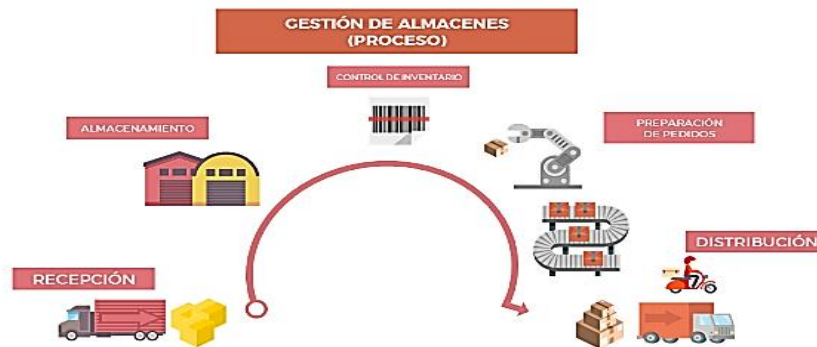 GESTIÓN DE ALMACENES
(PROCESO)
CONTROL DE INVENTARIO
ALMACENAMIENTO
PREPARACIÓN
DE PEDIDOS
DISTRIBUCIÓN
RECEPCIÓN